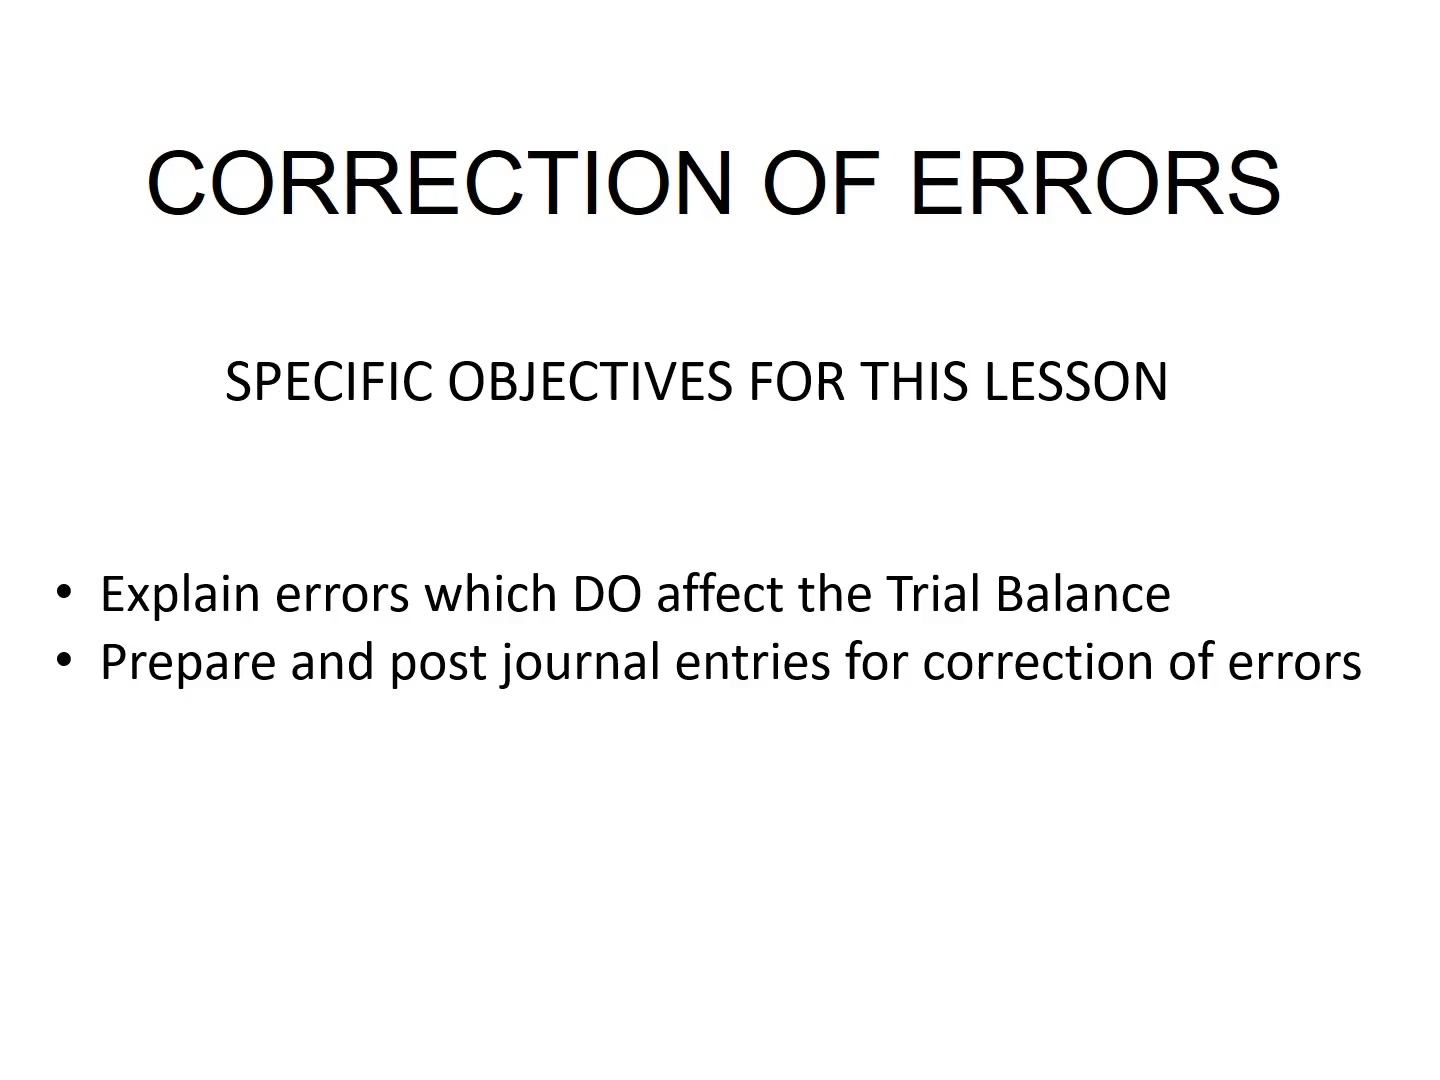 CORRECTION OF ERRORS
SPECIFIC OBJECTIVES FOR THIS LESSON
• Explain errors which DO affect the Trial Balance
• Prepare and post journal entries for correction of errors